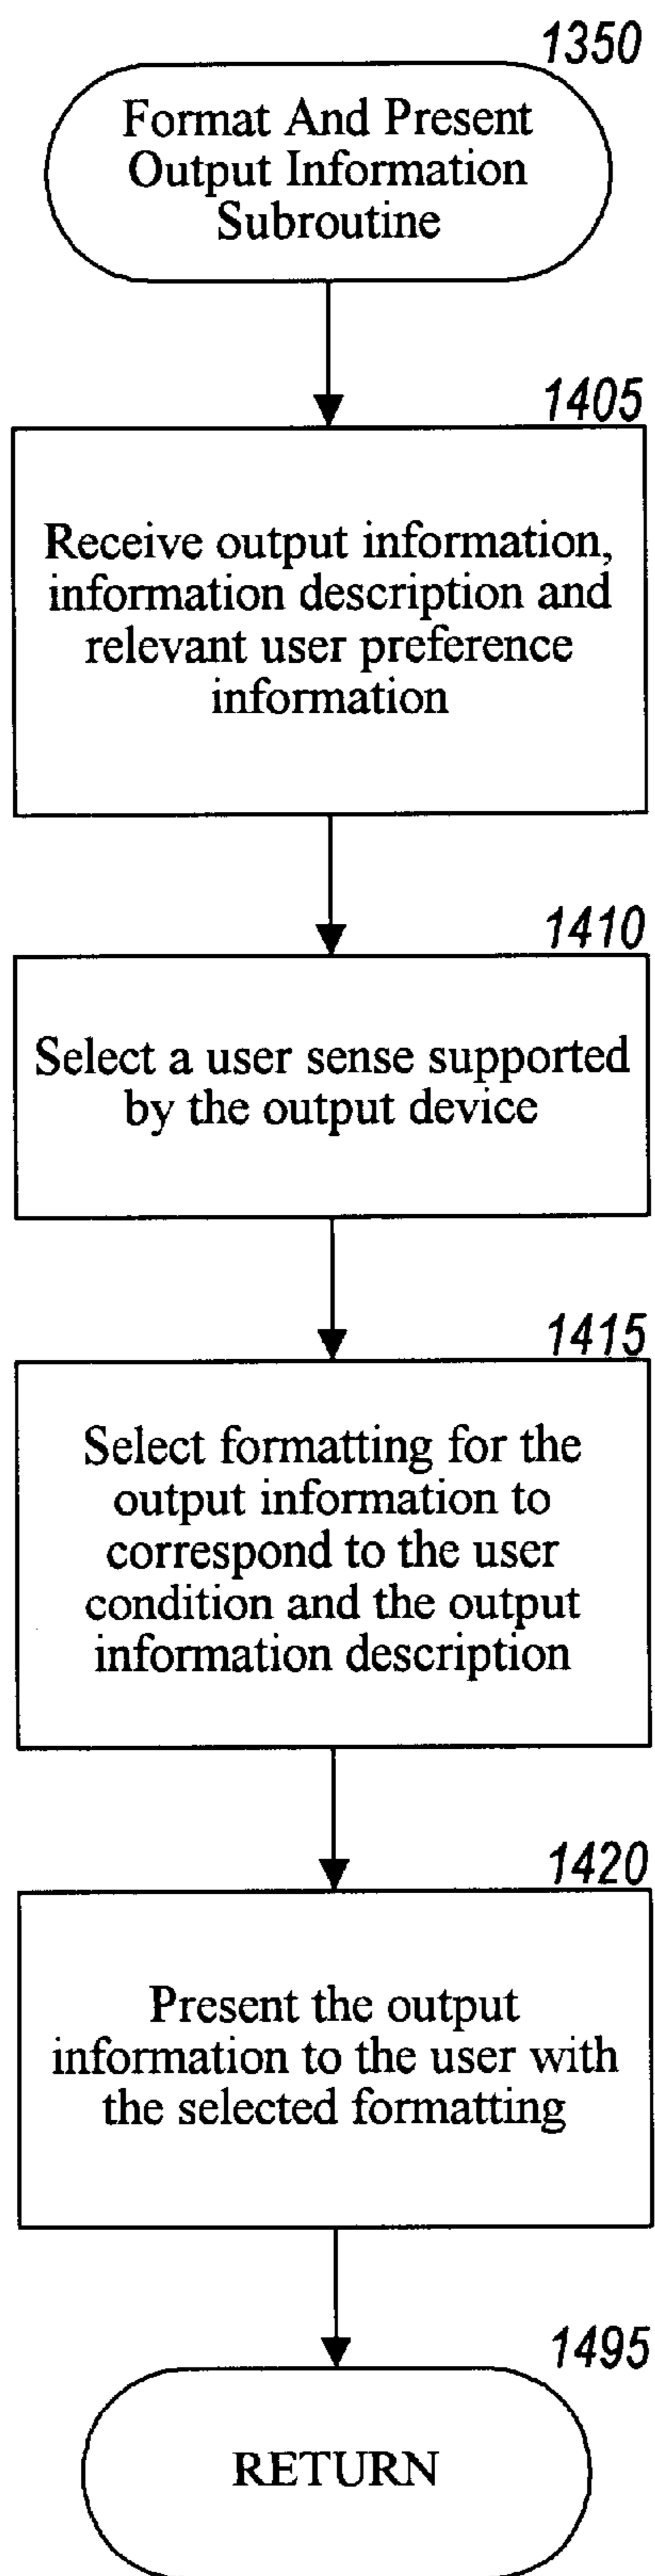 1350
Format And Present
Output Information
Subroutine
1405
Receive output information,
information description and
relevant user preference
information
1410
Select a user sense supported
by the output device
1415
Select formatting for the
output information to
correspond to the user
condition and the output
information description
1420
Present the output
information to the user with
the selected formatting
1495
RETURN